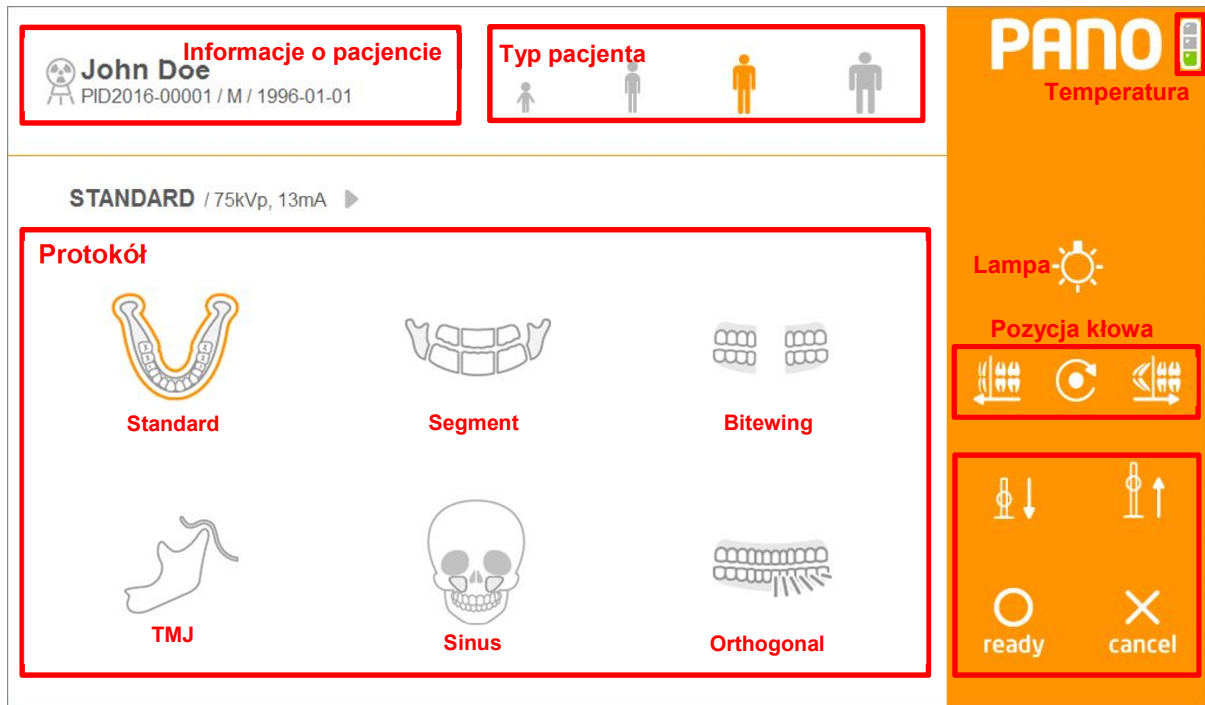 Informacje o pacjencie
John Doe
PID2016-00001 / M / 1996-01-01
Typ pacjenta
PANO
Temperatura
STANDARD / 75kVp, 13mA
Protokół
Standard
Segment
Bitewing
TMJ
Sinus
Orthogonal
Lampa
Pozycja kłowa
ready
cancel